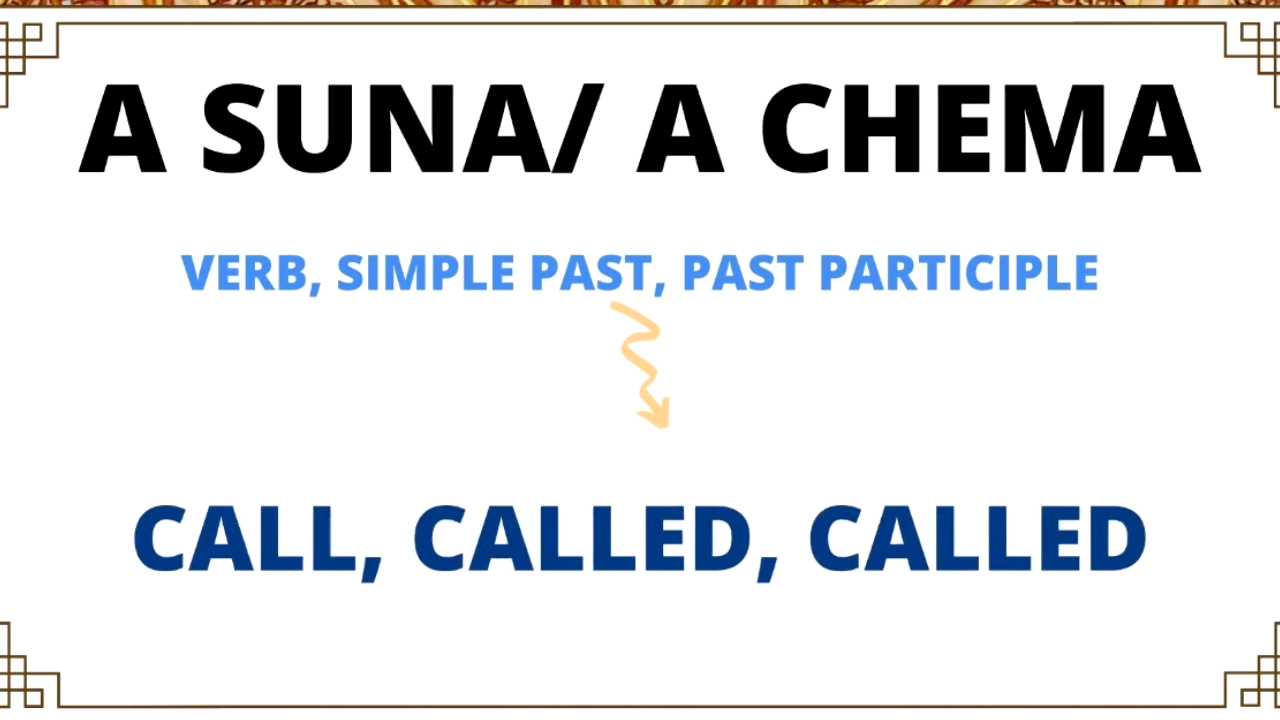 A SUNA/ A CHEMA
VERB, SIMPLE PAST, PAST PARTICIPLE
CALL, CALLED, CALLED